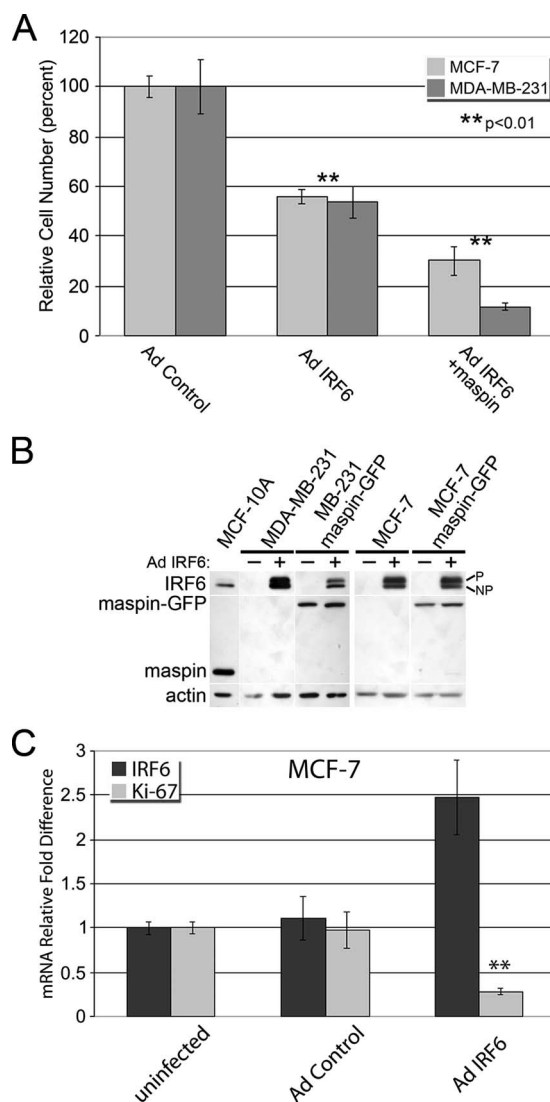 A
Relative Cell Number (percent)
120
100
80
60
40
20
0
MCF-7
MDA-MB-231
**p<0.01
**
**
Ad Control
Ad IRF6
Ad IRF6
+maspin
B
MCF-10A
MDA-MB-231
MB-231
maspin-GFP
MCF-7
MCF-7
maspin-GFP
Ad IRF6: − + − + − + − +
IRF6
P
NP
maspin-GFP
maspin
actin
C
mRNA Relative Fold Difference
3
2.5
2
1.5
1
0.5
0
IRF6
Ki-67
MCF-7
**
uninfected
Ad Control
Ad IRF6